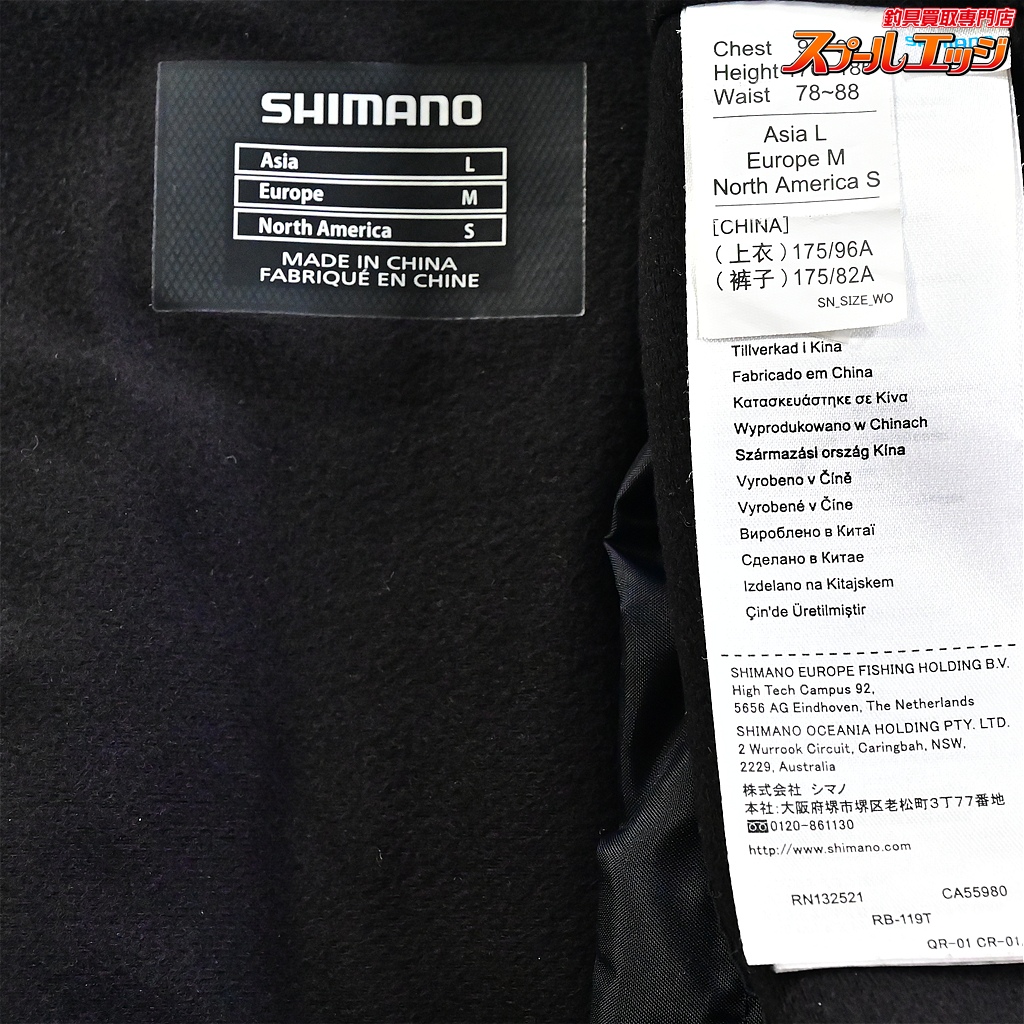 釣具買取専門店
スプールエッジ
SHIMANO
Asia L
Europe M
North America S
MADE IN CHINA
FABRIQUÉ EN CHINE
Chest
Height
Waist 78~88
Asia L
Europe M
North America S
[CHINA]
(上衣)175/96A
(裤子)175/82A
SN_SIZE_WO
Tillverkad i Kina
Fabricado em China
Κατασκευάστηκε σε Κίνα
Wyprodukowano w Chinach
Származási ország Kína
Vyrobeno v Číně
Vyrobené v Číne
Вироблено в Китаї
Сделано в Китае
Izdelano na Kitajskem
Çin'de Üretilmiştir
SHIMANO EUROPE FISHING HOLDING B.V.
High Tech Campus 92,
5656 AG Eindhoven, The Netherlands
SHIMANO OCEANIA HOLDING PTY. LTD.
2 Wurrook Circuit, Caringbah, NSW,
2229, Australia
株式会社 シマノ
本社:大阪府堺市堺区老松町3丁77番地
0120-861130
http://www.shimano.com
RN132521 CA55980
RB-119T
QR-01 CR-01